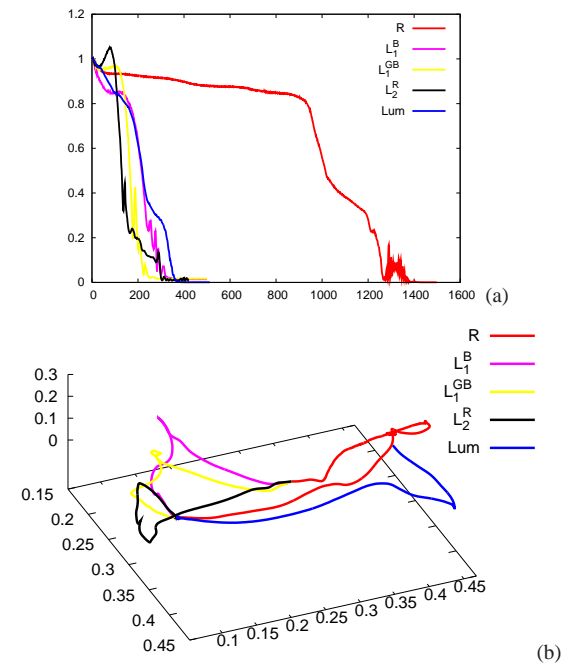 1.2
1
0.8
0.6
0.4
0.2
0
0 200 400 600 800 1000 1200 1400 1600
R
L₁ᴮ
L₁ᴳᴮ
L₂ᴿ
Lum
(a)
R
L₁ᴮ
L₁ᴳᴮ
L₂ᴿ
Lum
0.3
0.2
0.1
0
0.15
0.2
0.25
0.3
0.35
0.4
0.45
0.1 0.15 0.2 0.25 0.3 0.35 0.4 0.45
(b)